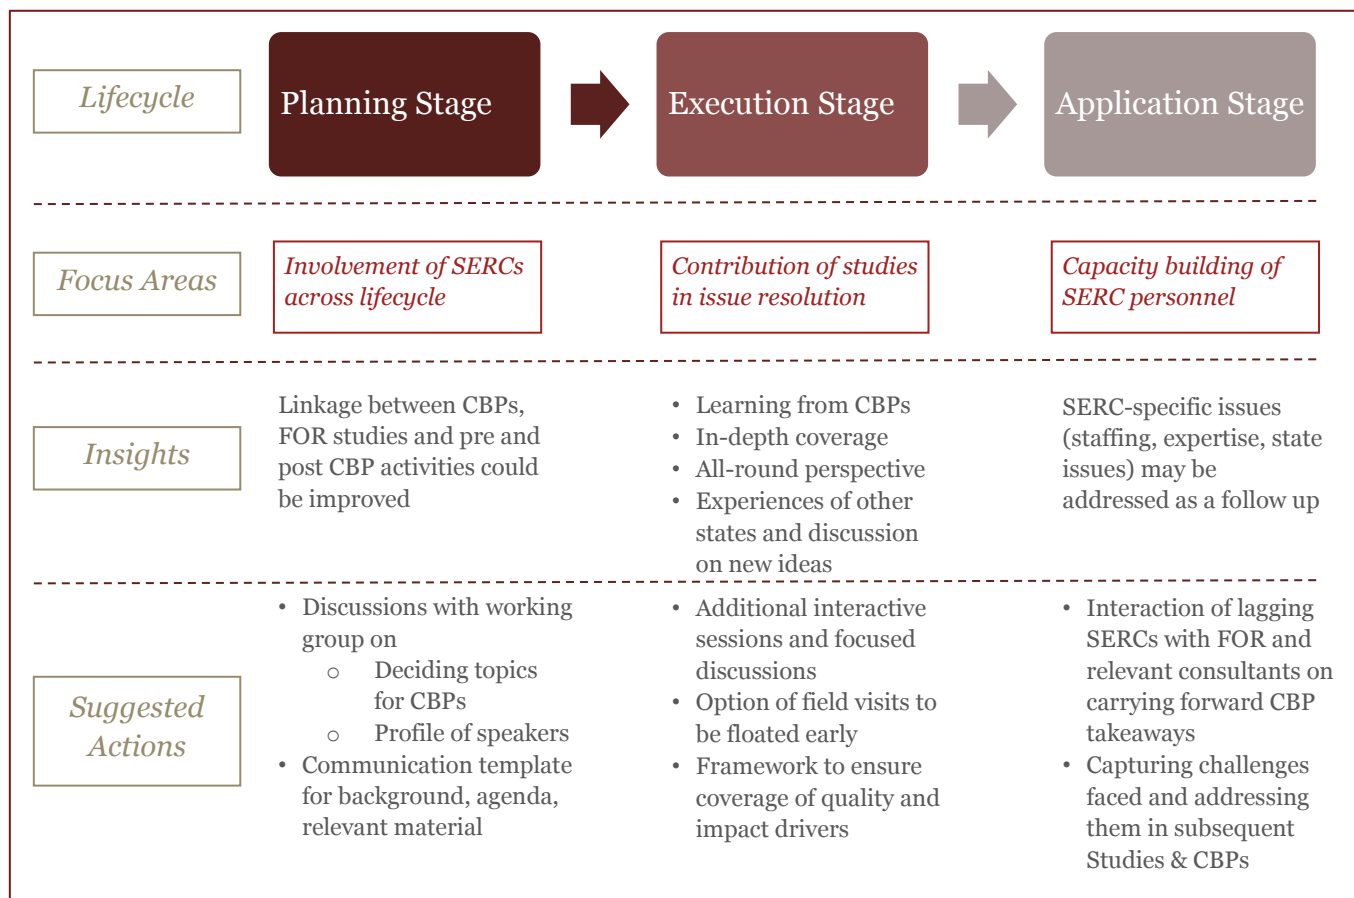 Lifecycle
Planning Stage
Execution Stage
Application Stage
Focus Areas
Involvement of SERCs
across lifecycle
Contribution of studies
in issue resolution
Capacity building of
SERC personnel
Insights
Linkage between CBPs,
FOR studies and pre and
post CBP activities could
be improved
• Learning from CBPs
• In-depth coverage
• All-round perspective
• Experiences of other
states and discussion
on new ideas
SERC-specific issues
(staffing, expertise, state
issues) may be
addressed as a follow up
Suggested
Actions
• Discussions with working
group on
o Deciding topics
for CBPs
o Profile of speakers
• Communication template
for background, agenda,
relevant material
• Additional interactive
sessions and focused
discussions
• Option of field visits to
be floated early
• Framework to ensure
coverage of quality and
impact drivers
• Interaction of lagging
SERCs with FOR and
relevant consultants on
carrying forward CBP
takeaways
• Capturing challenges
faced and addressing
them in subsequent
Studies & CBPs